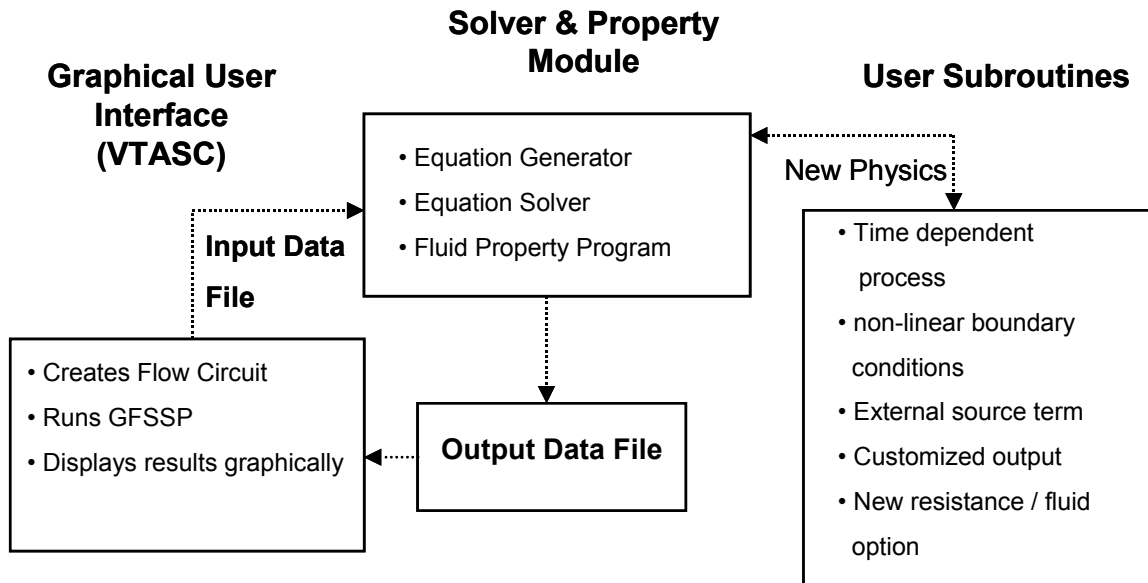 Graphical User
Interface
(VTASC)
Solver & Property
Module
User Subroutines
• Equation Generator
• Equation Solver
• Fluid Property Program
New Physics
Input Data
File
• Creates Flow Circuit
• Runs GFSSP
• Displays results graphically
Output Data File
• Time dependent
process
• non-linear boundary
conditions
• External source term
• Customized output
• New resistance / fluid
option